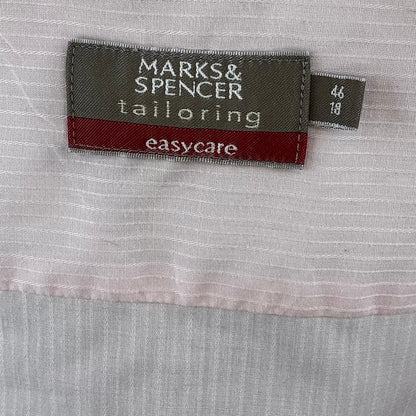 MARKS&
SPENCER
tailoring
easycare
46
18